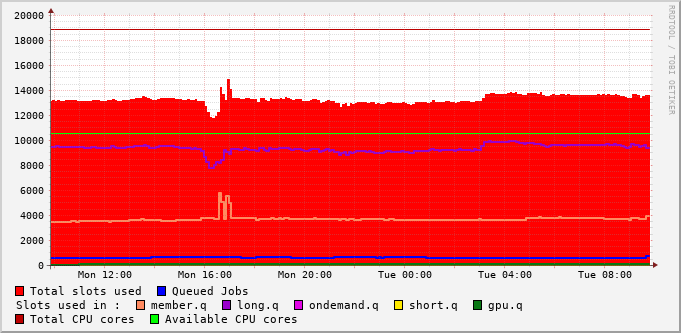 20000
18000
16000
14000
12000
10000
8000
6000
4000
2000
0
Mon 12:00 Mon 16:00 Mon 20:00 Tue 00:00 Tue 04:00 Tue 08:00
RRDTOOL / TOBI OETIKER
Total slots used Queued Jobs
Slots used in : member.q long.q ondemand.q short.q gpu.q
Total CPU cores Available CPU cores